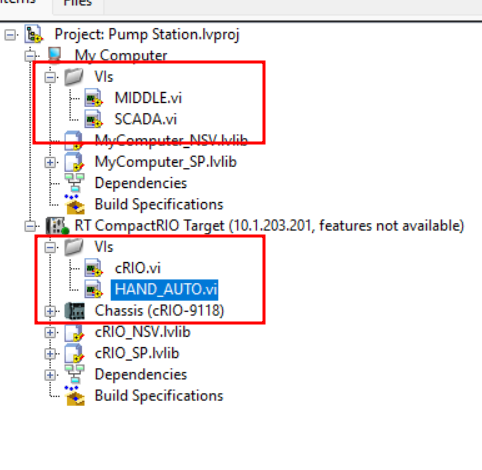 Items Files
Project: Pump Station.lvproj
My Computer
VIs
MIDDLE.vi
SCADA.vi
MyComputer_NSV.lvlib
MyComputer_SP.lvlib
Dependencies
Build Specifications
RT CompactRIO Target (10.1.203.201, features not available)
VIs
cRIO.vi
HAND_AUTO.vi
Chassis (cRIO-9118)
cRIO_NSV.lvlib
cRIO_SP.lvlib
Dependencies
Build Specifications